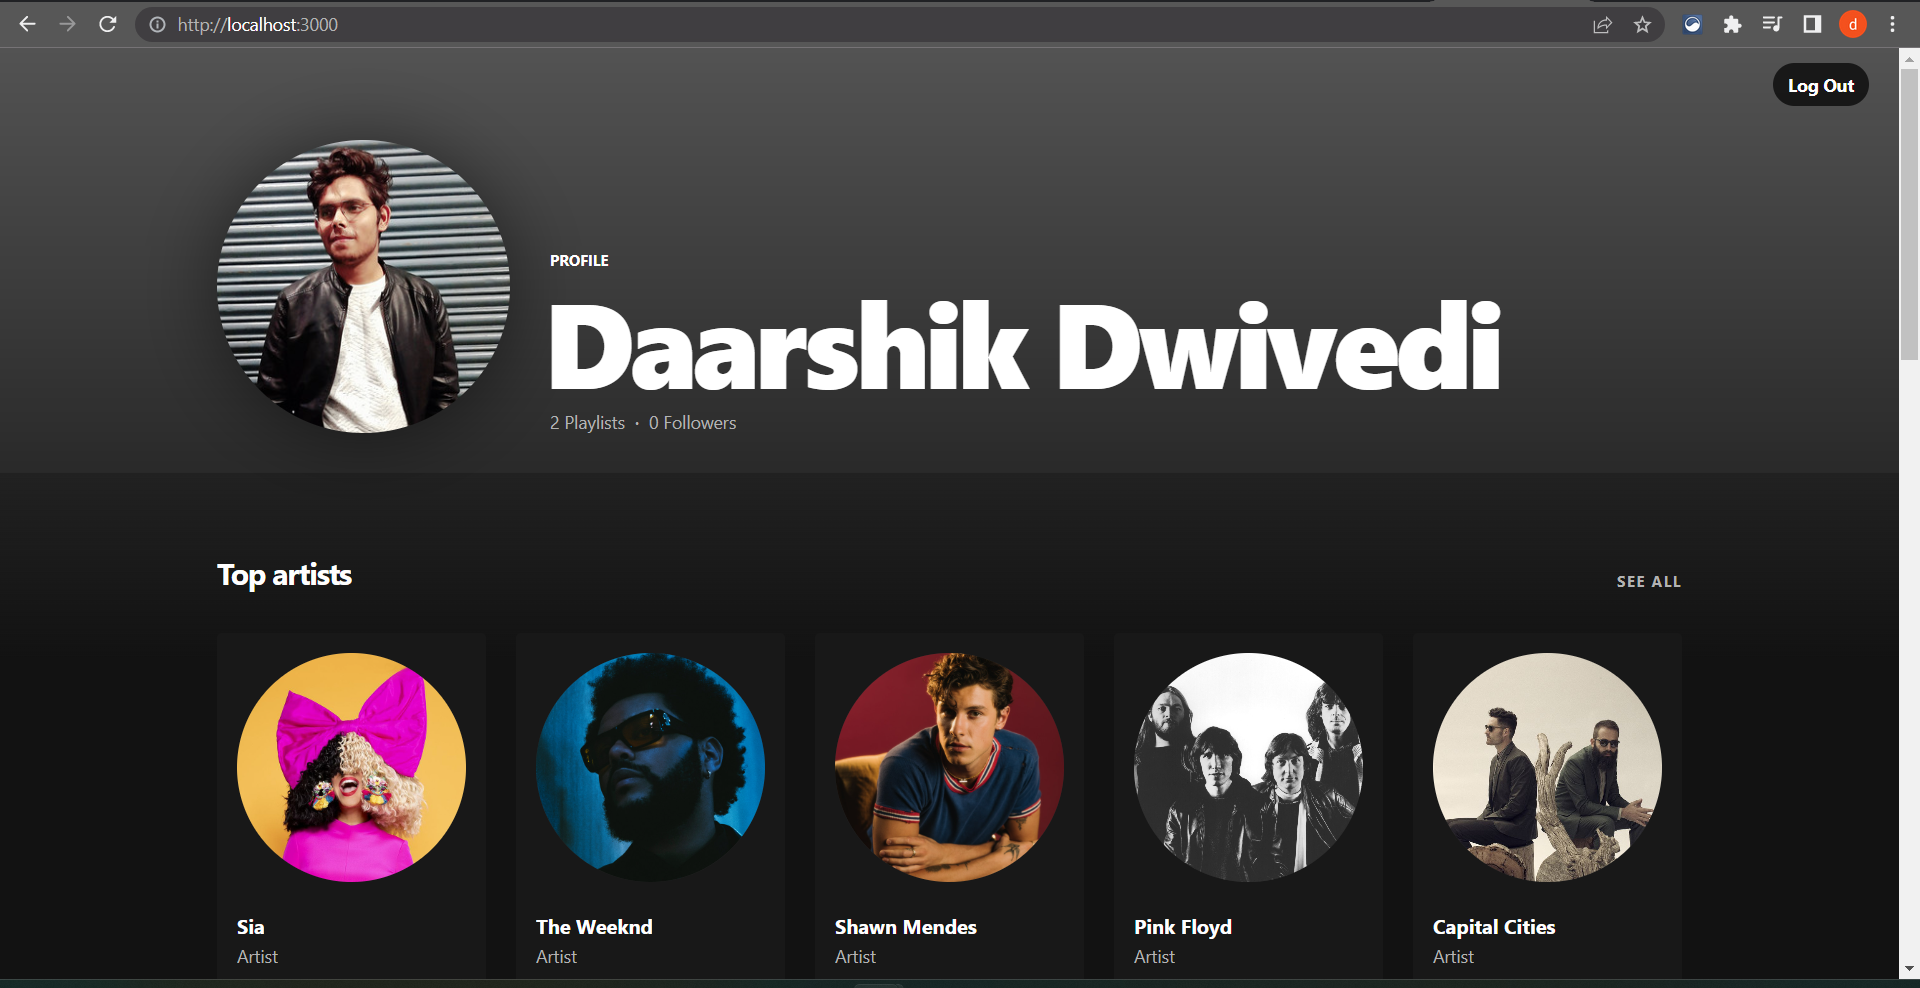 http://localhost:3000
d
Log Out
PROFILE
Daarshik Dwivedi
2 Playlists • 0 Followers
Top artists
SEE ALL
Sia
Artist
The Weeknd
Artist
Shawn Mendes
Artist
Pink Floyd
Artist
Capital Cities
Artist